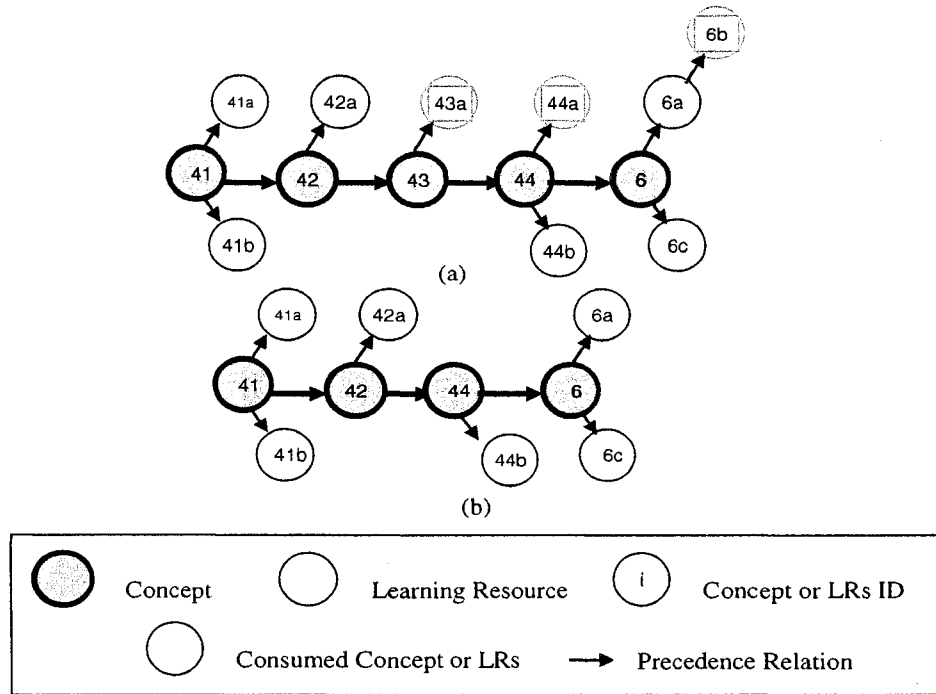 6b
41a 42a 43a 44a 6a
41 42 43 44 6
41b 44b 6c
(a)
41a 42a 6a
41 42 44 6
41b 44b 6c
(b)
Concept Learning Resource i Concept or LRs ID
Consumed Concept or LRs Precedence Relation